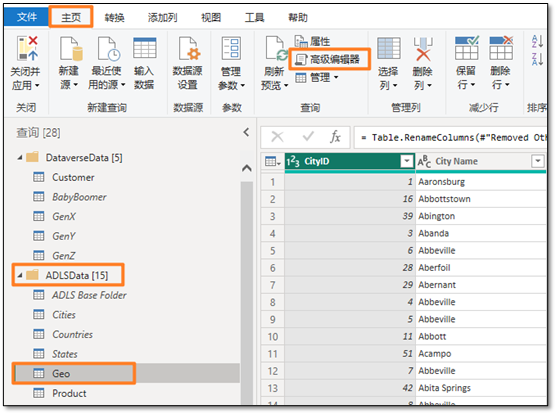 文件 主页 转换 添加列 视图 工具 帮助
关闭并应用 新建源 最近使用的源 输入数据 数据源设置 管理参数 刷新预览 属性 高级编辑器 管理 选择列 删除列 保留行 删除行
关闭 新建查询 数据源 参数 查询 管理列 减少行 排序
查询 [28]
= Table.RenameColumns(#"Removed Oth
DataverseData [5]
Customer
BabyBoomer
GenX
GenY
GenZ
ADLSData [15]
ADLS Base Folder
Cities
Countries
States
Geo
Product
1²3 CityID ABC City Name
1 1 Aaronsburg
2 16 Abbottstown
3 39 Abington
4 3 Abanda
5 6 Abbeville
6 28 Aberfoil
7 29 Abernant
8 4 Abbeville
9 5 Abbeville
10 11 Abbott
11 51 Acampo
12 7 Abbeville
13 42 Abita Springs